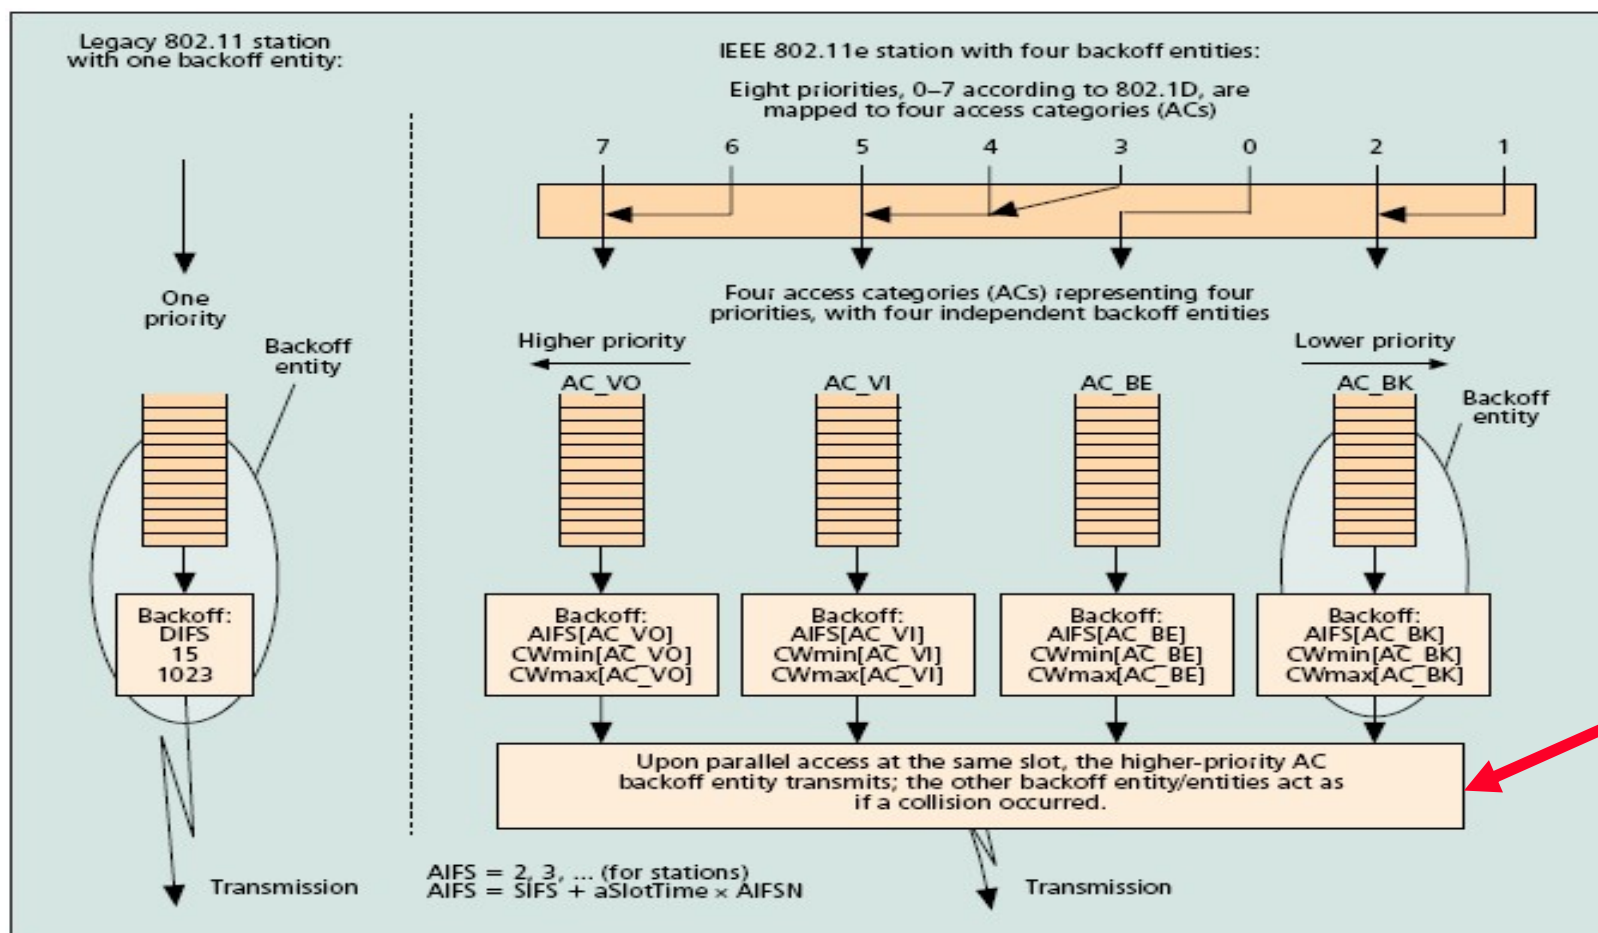 Legacy 802.11 station
with one backoff entity:
One
priority
Backoff
entity
Backoff:
DIFS
15
1023
Transmission
IEEE 802.11e station with four backoff entities:
Eight priorities, 0–7 according to 802.1D, are
mapped to four access categories (ACs)
7 6 5 4 3 0 2 1
Four access categories (ACs) representing four
priorities, with four independent backoff entities
Higher priority
Lower priority
AC_VO AC_VI AC_BE AC_BK
Backoff
entity
Backoff:
AIFS[AC_VO]
CWmin[AC_VO]
CWmax[AC_VO]
Backoff:
AIFS[AC_VI]
CWmin[AC_VI]
CWmax[AC_VI]
Backoff:
AIFS[AC_BE]
CWmin[AC_BE]
CWmax[AC_BE]
Backoff:
AIFS[AC_BK]
CWmin[AC_BK]
CWmax[AC_BK]
Upon parallel access at the same slot, the higher-priority AC
backoff entity transmits; the other backoff entity/entities act as
if a collision occurred.
AIFS = 2, 3, ... (for stations)
AIFS = SIFS + aSlotTime × AIFSN
Transmission